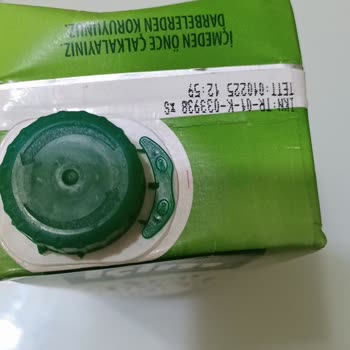 İÇMEDEN ÖNCE ÇALKALAYINIZ.
DARBELERDEN KORUYUNUZ.
İKN:TR-01-K-033938 *S
TETT:010225 12:59